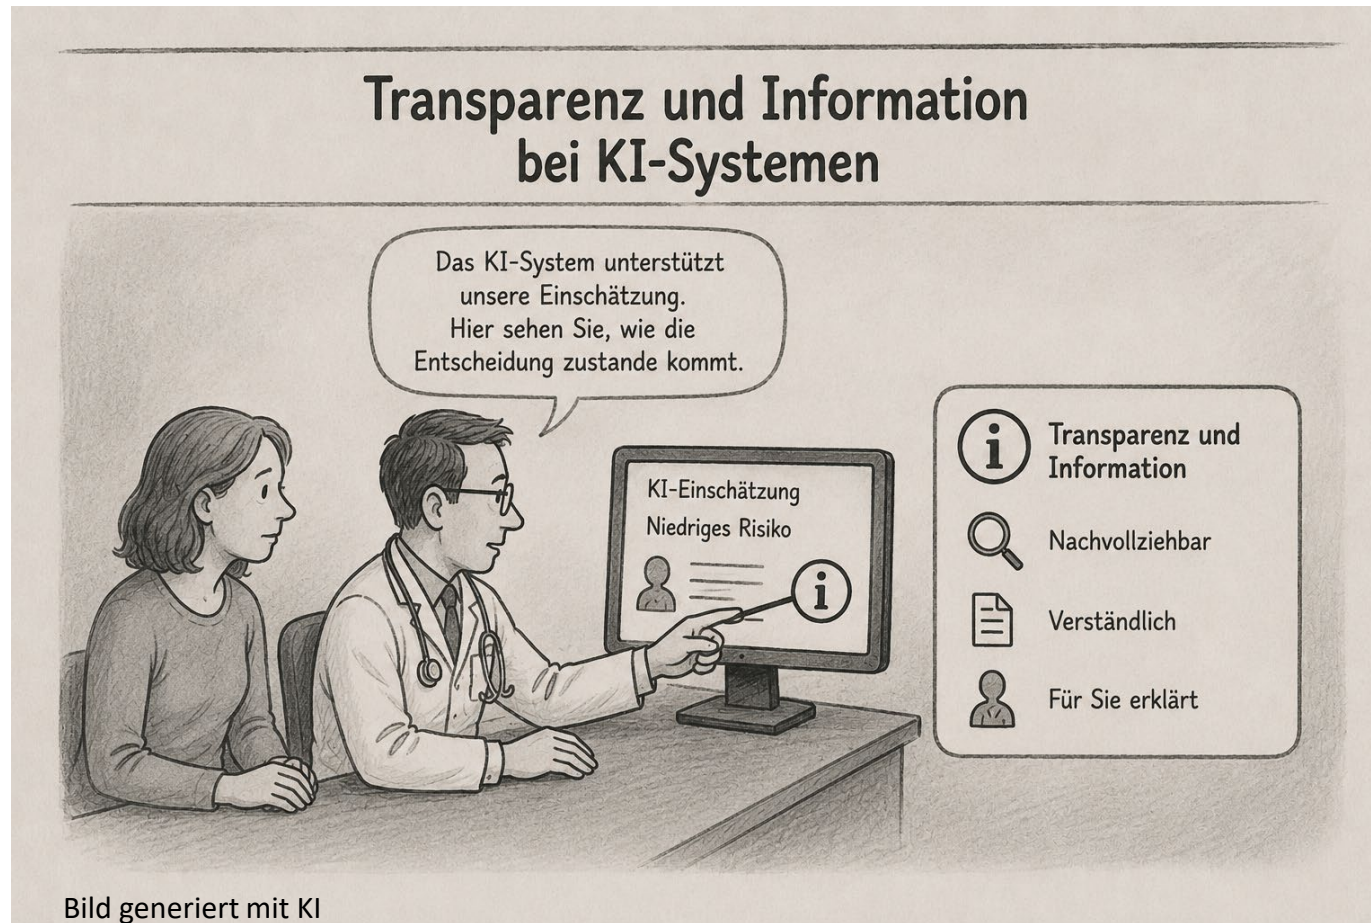 Transparenz und Information
bei KI-Systemen
Das KI-System unterstützt
unsere Einschätzung.
Hier sehen Sie, wie die
Entscheidung zustande kommt.
KI-Einschätzung
Niedriges Risiko
i
i
Transparenz und
Information
Nachvollziehbar
Verständlich
Für Sie erklärt
Bild generiert mit KI